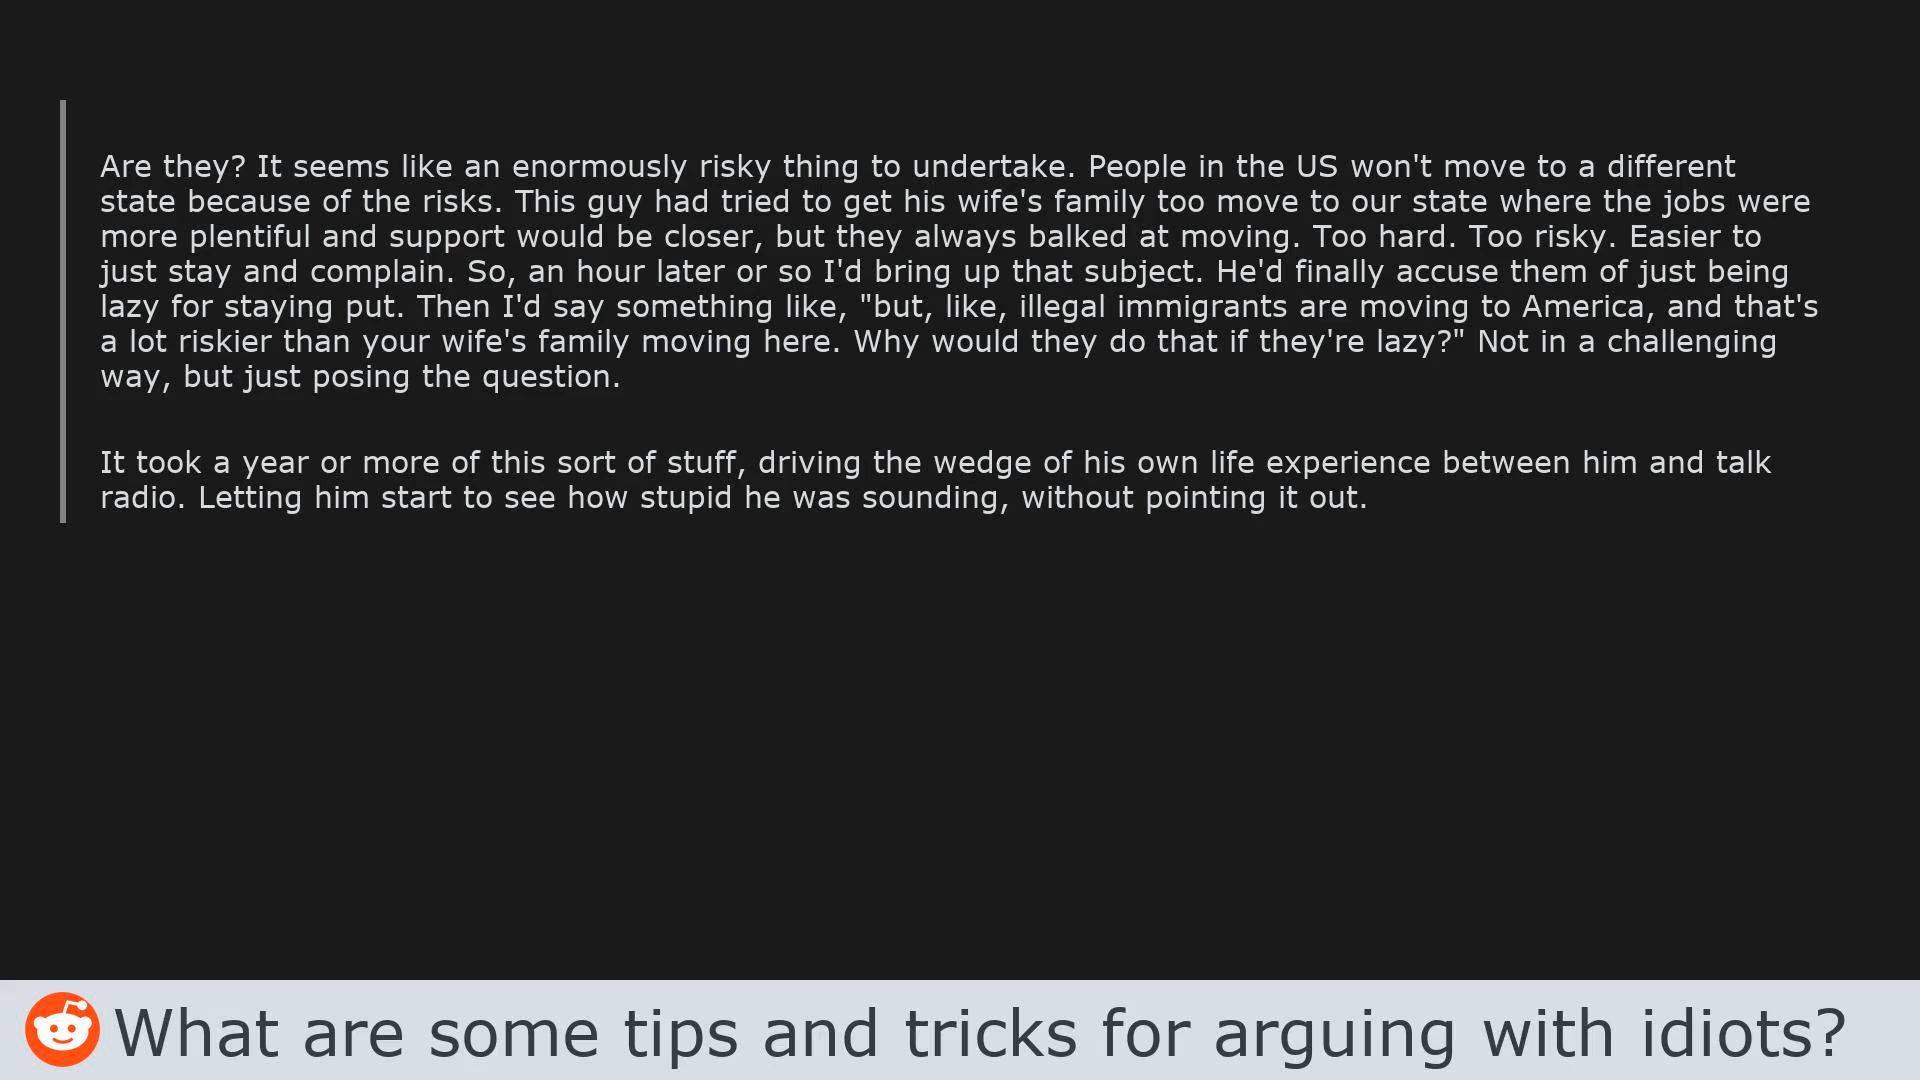 Are they? It seems like an enormously risky thing to undertake. People in the US won't move to a different
state because of the risks. This guy had tried to get his wife's family too move to our state where the jobs were
more plentiful and support would be closer, but they always balked at moving. Too hard. Too risky. Easier to
just stay and complain. So, an hour later or so I'd bring up that subject. He'd finally accuse them of just being
lazy for staying put. Then I'd say something like, "but, like, illegal immigrants are moving to America, and that's
a lot riskier than your wife's family moving here. Why would they do that if they're lazy?" Not in a challenging
way, but just posing the question.
It took a year or more of this sort of stuff, driving the wedge of his own life experience between him and talk
radio. Letting him start to see how stupid he was sounding, without pointing it out.
What are some tips and tricks for arguing with idiots?